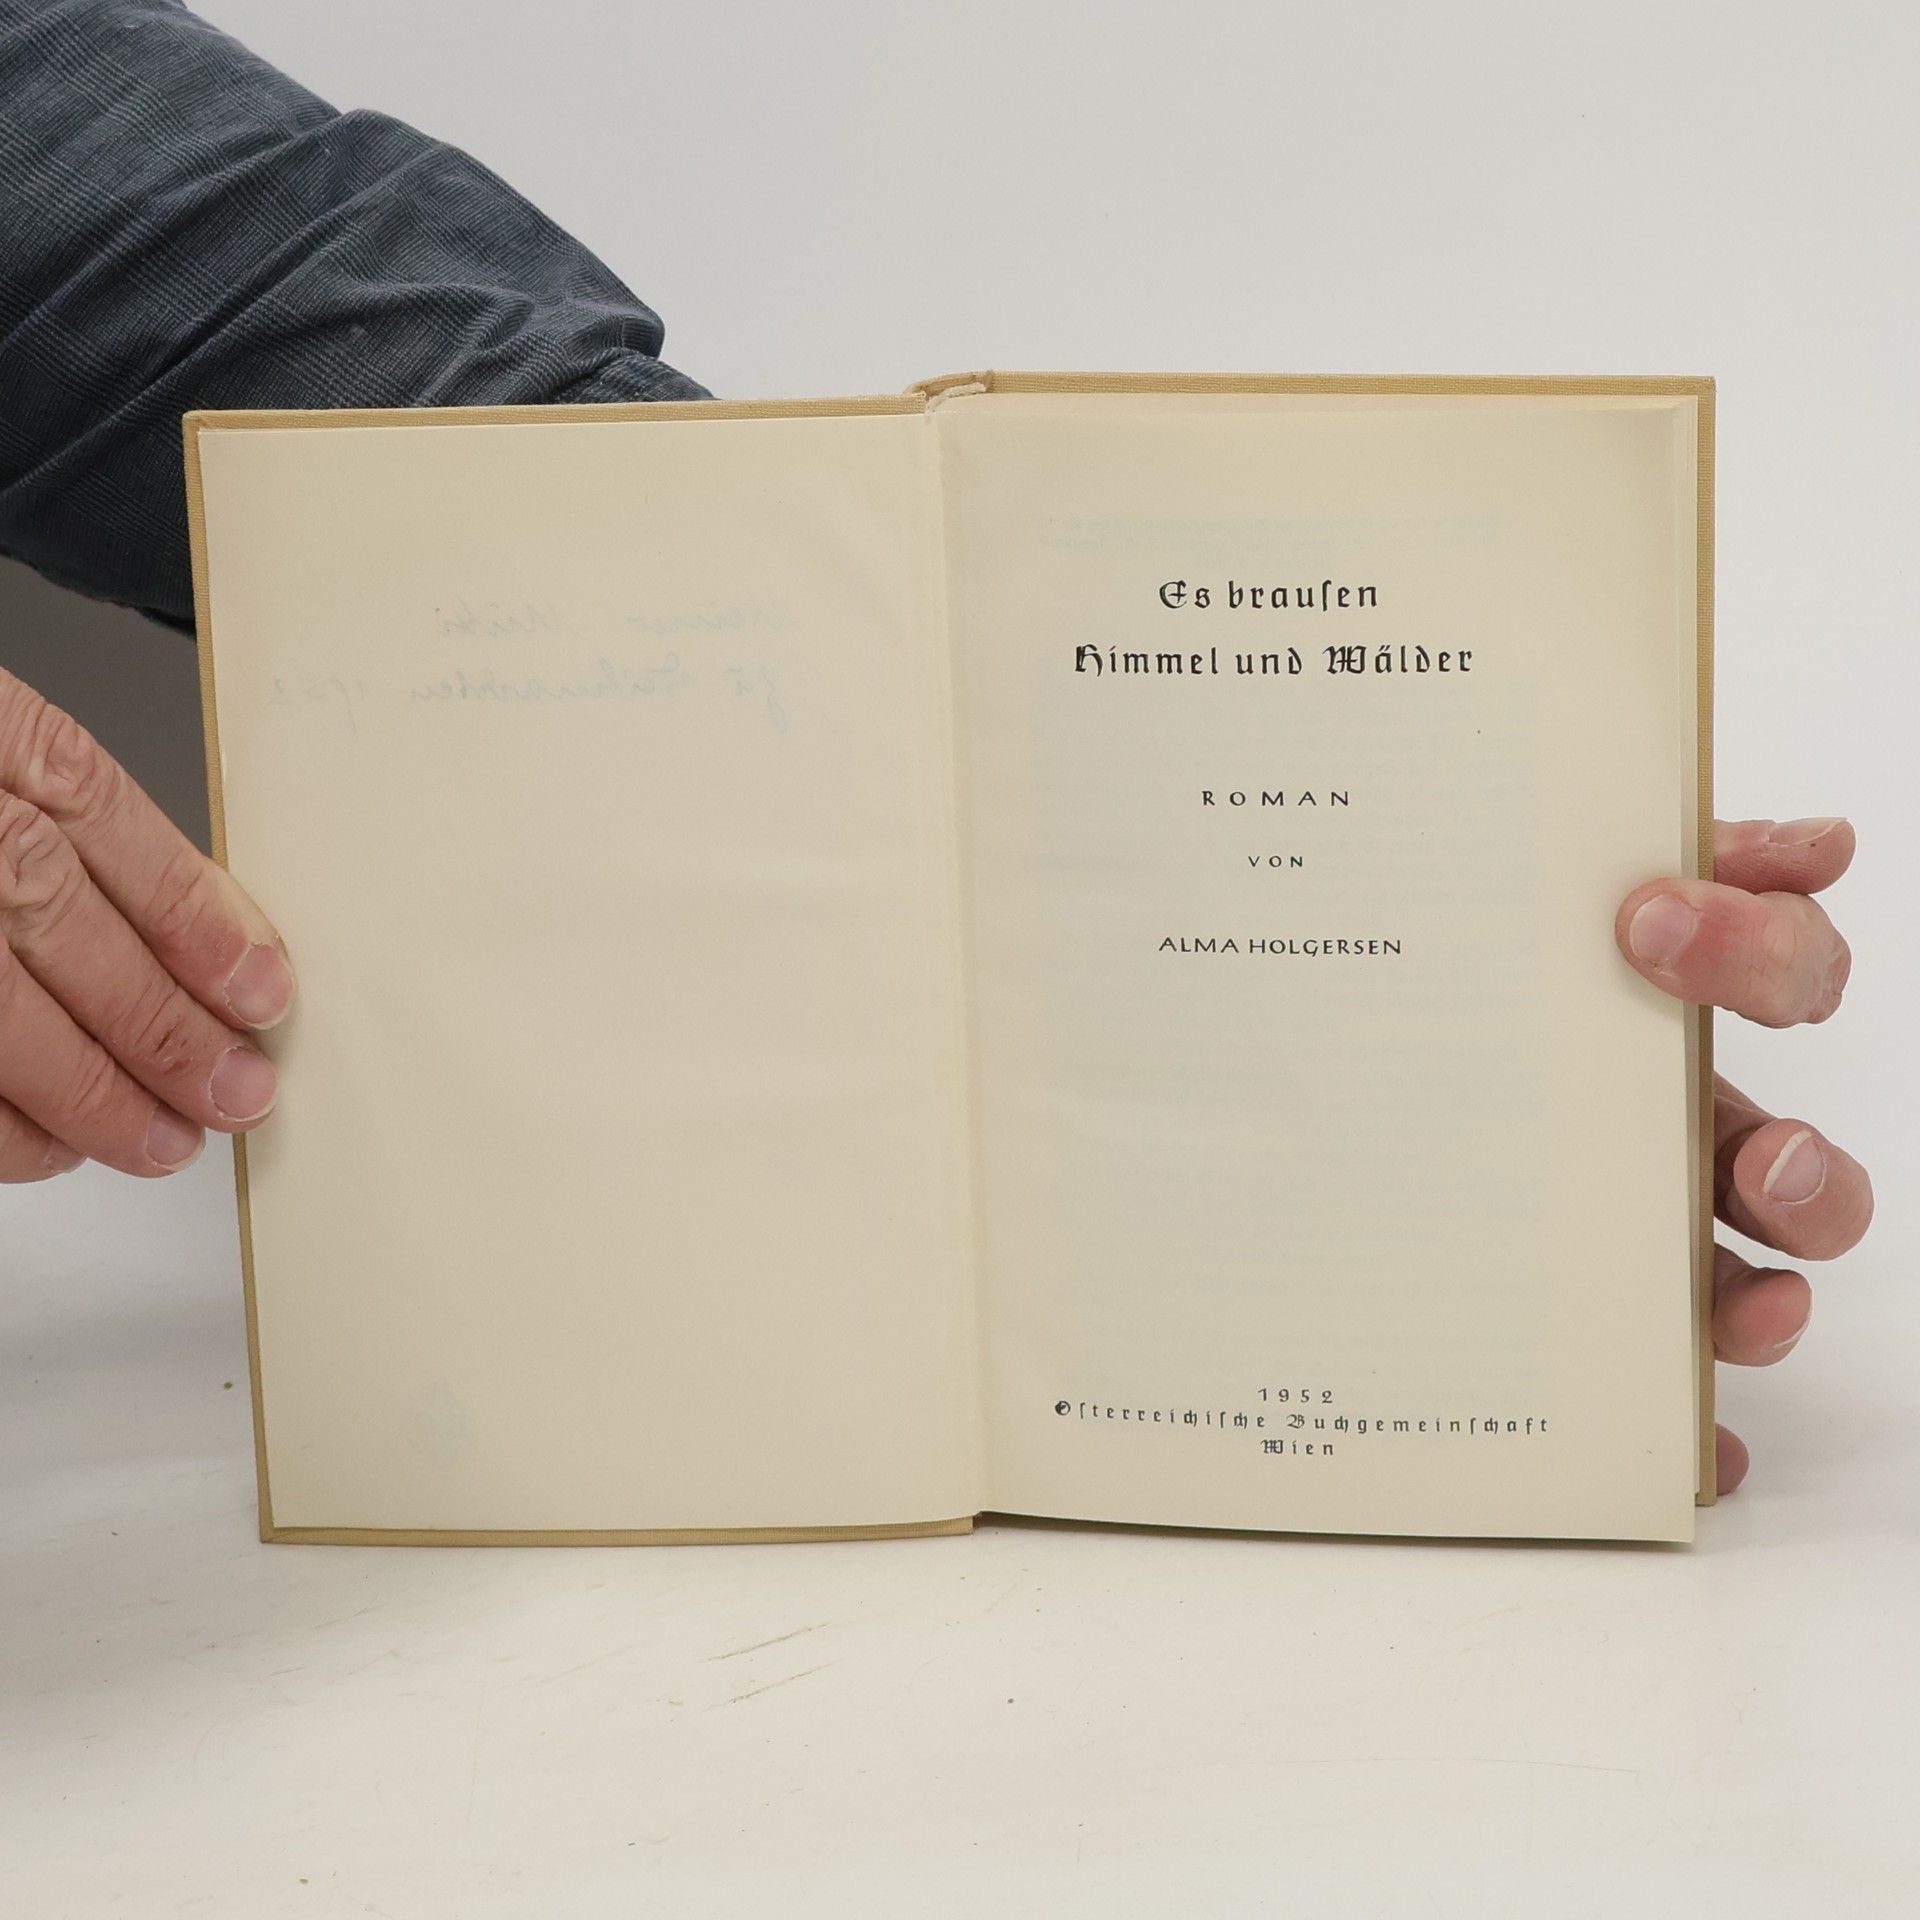 Es brauſen
Himmel und Wälder
ROMAN
VON
ALMA HOLGERSEN
1952
Öſterreichiſche Buchgemeinſchaft
Wien